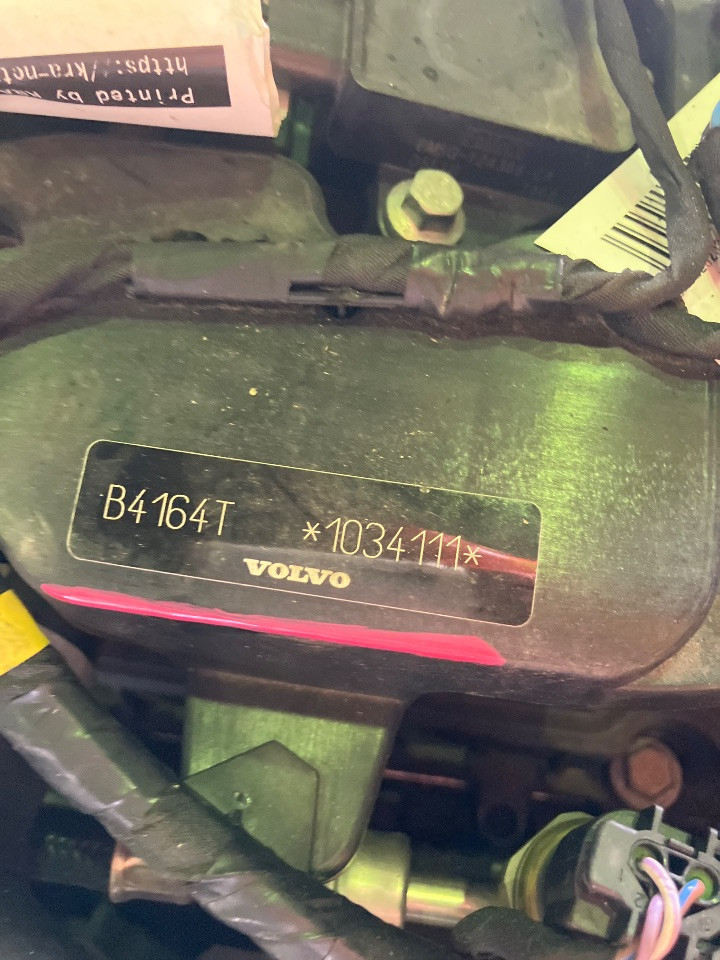 https://kra-net
Printed by
B4164T *1034111*
VOLVO